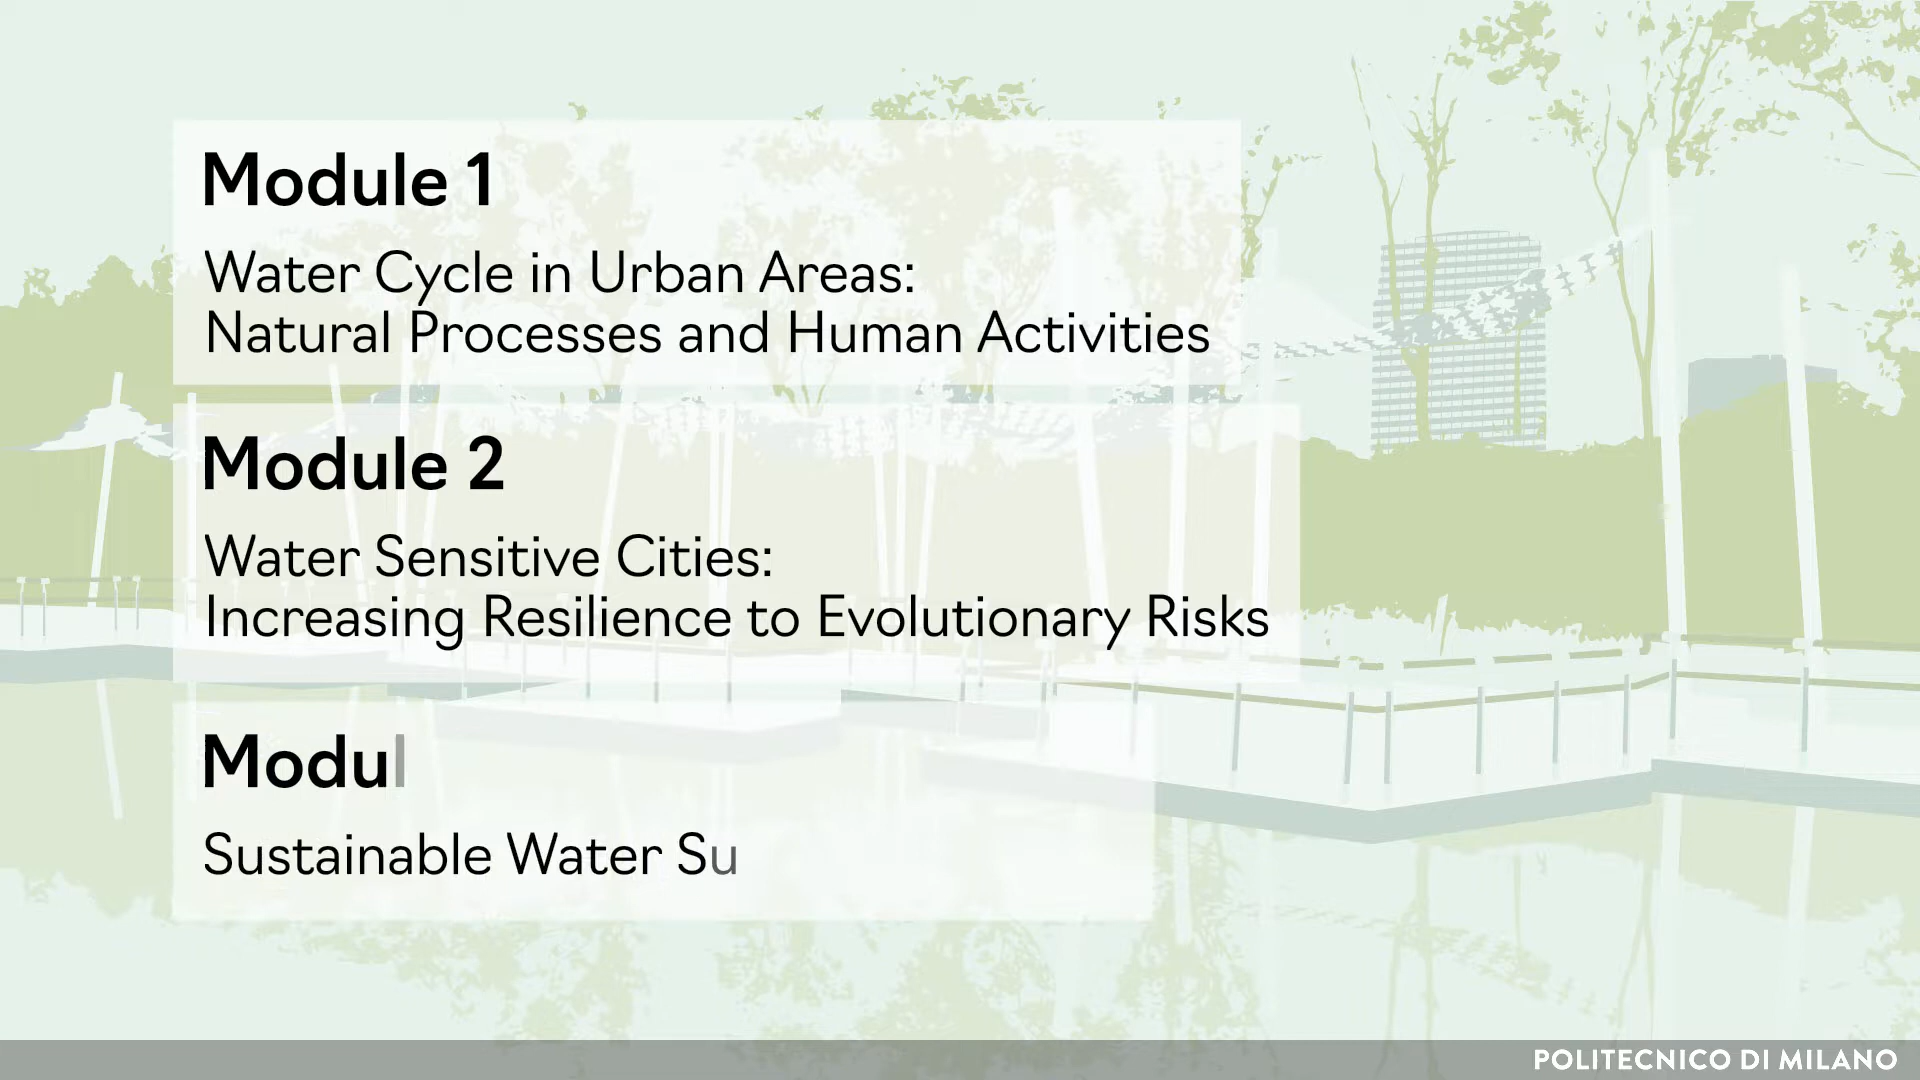 Module 1
Water Cycle in Urban Areas:
Natural Processes and Human Activities
Module 2
Water Sensitive Cities:
Increasing Resilience to Evolutionary Risks
Modul
Sustainable Water Su
POLITECNICO DI MILANO